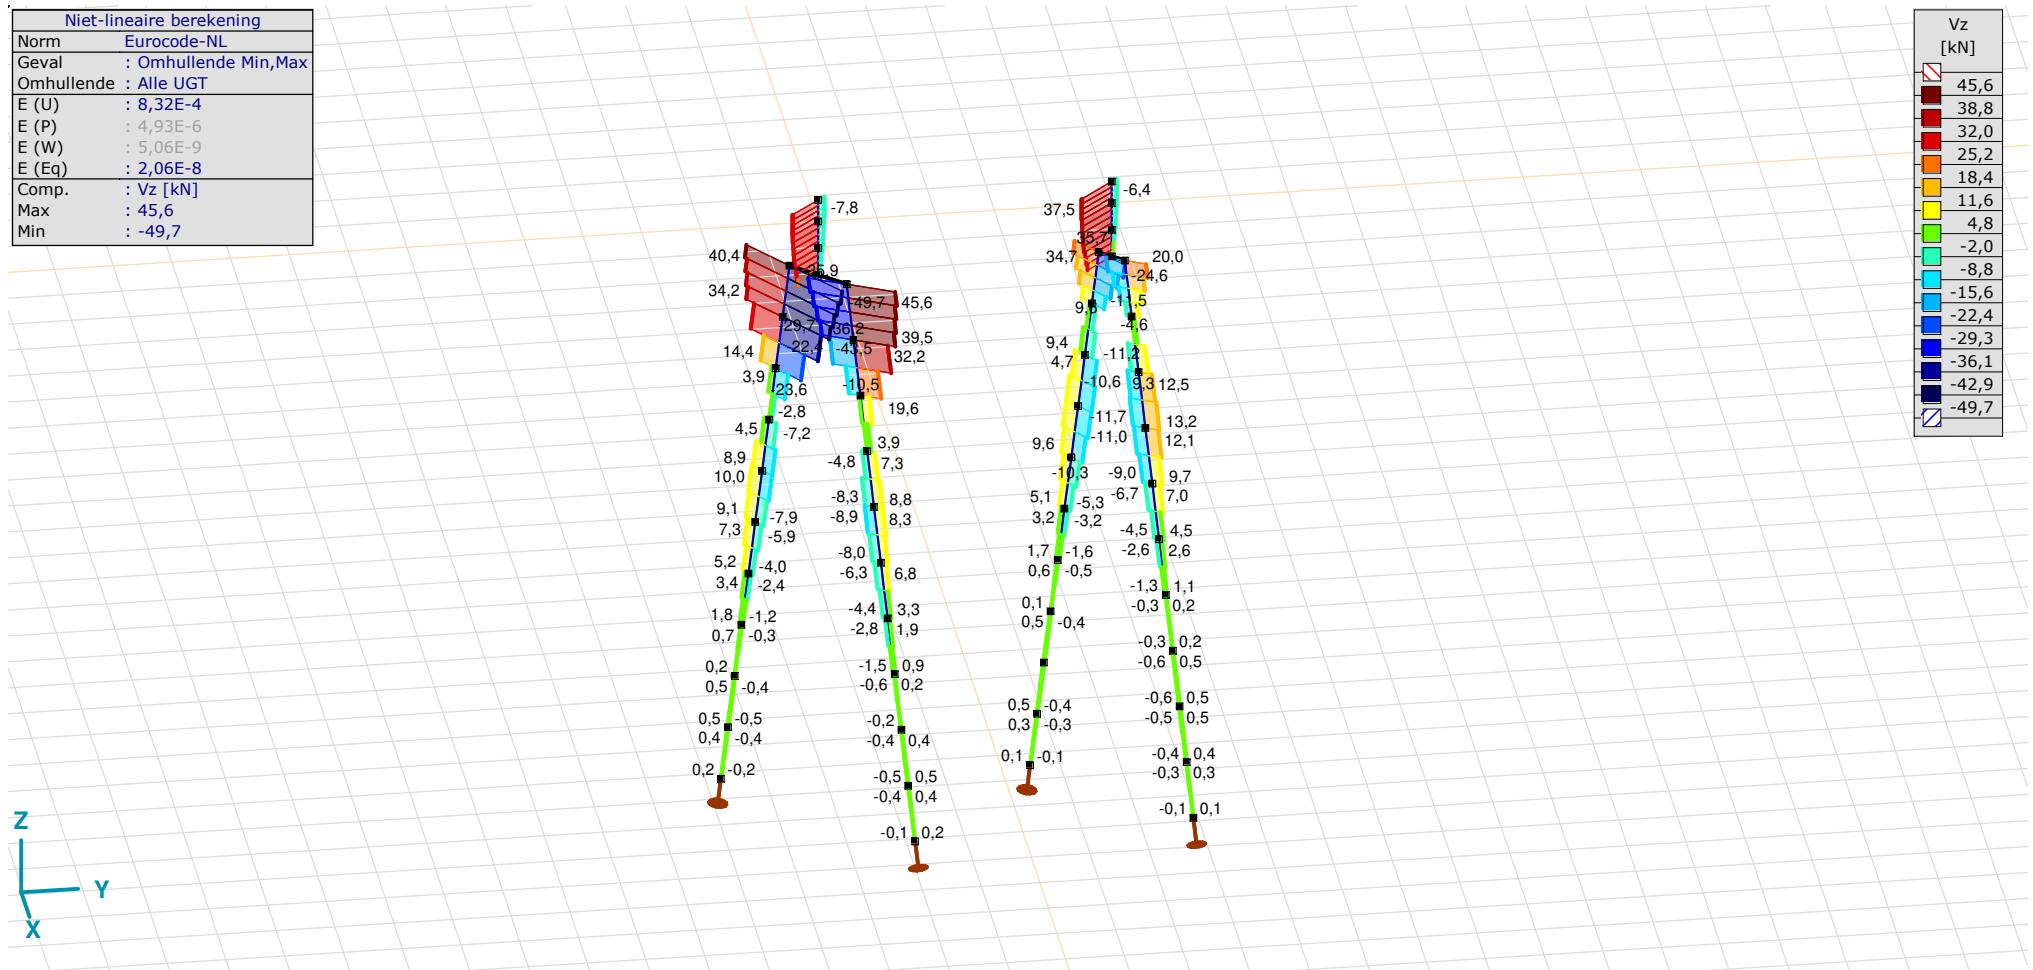 Niet-lineaire berekening
Norm Eurocode-NL
Geval : Omhullende Min,Max
Omhullende : Alle UGT
E (U) : 8,32E-4
E (P) : 4,93E-6
E (W) : 5,06E-9
E (Eq) : 2,06E-8
Comp. : Vz [kN]
Max : 45,6
Min : -49,7
Vz
[kN]
45,6
38,8
32,0
25,2
18,4
11,6
4,8
-2,0
-8,8
-15,6
-22,4
-29,3
-36,1
-42,9
-49,7
-7,8
40,4
34,2
-49,7 45,6
-29,7 36,2 39,5
14,4 22,4 -43,5 32,2
3,9 -23,6 -10,5
-2,8 19,6
4,5 -7,2
3,9
8,9 -4,8 7,3
10,0
-8,3 8,8
9,1 -7,9 -8,9 8,3
7,3 -5,9
-8,0
5,2 -4,0 -6,3 6,8
3,4 -2,4
-4,4 3,3
1,8 -1,2 -2,8 1,9
0,7 -0,3
0,2 -1,5 0,9
0,5 -0,4 -0,6 0,2
0,5 -0,5 -0,2
0,4 -0,4 -0,4 0,4
0,2 -0,2 -0,5 0,5
-0,4 0,4
-0,1 0,2
-6,4
37,5
35,7
34,7 20,0
-24,6
-11,5
-4,6
9,4 -11,2
4,7
-10,6 9,3 12,5
-11,7 13,2
9,6 -11,0 12,1
-10,3 -9,0 9,7
5,1 -5,3 -6,7 7,0
3,2 -3,2
-4,5 4,5
1,7 -1,6 -2,6 2,6
0,6 -0,5
-1,3 1,1
0,1 -0,3 0,2
0,5 -0,4
-0,3 0,2
-0,6 0,5
0,5 -0,4 -0,6 0,5
0,3 -0,3 -0,5 0,5
0,1 -0,1 -0,4 0,4
-0,3 0,3
-0,1 0,1
Z
Y
X